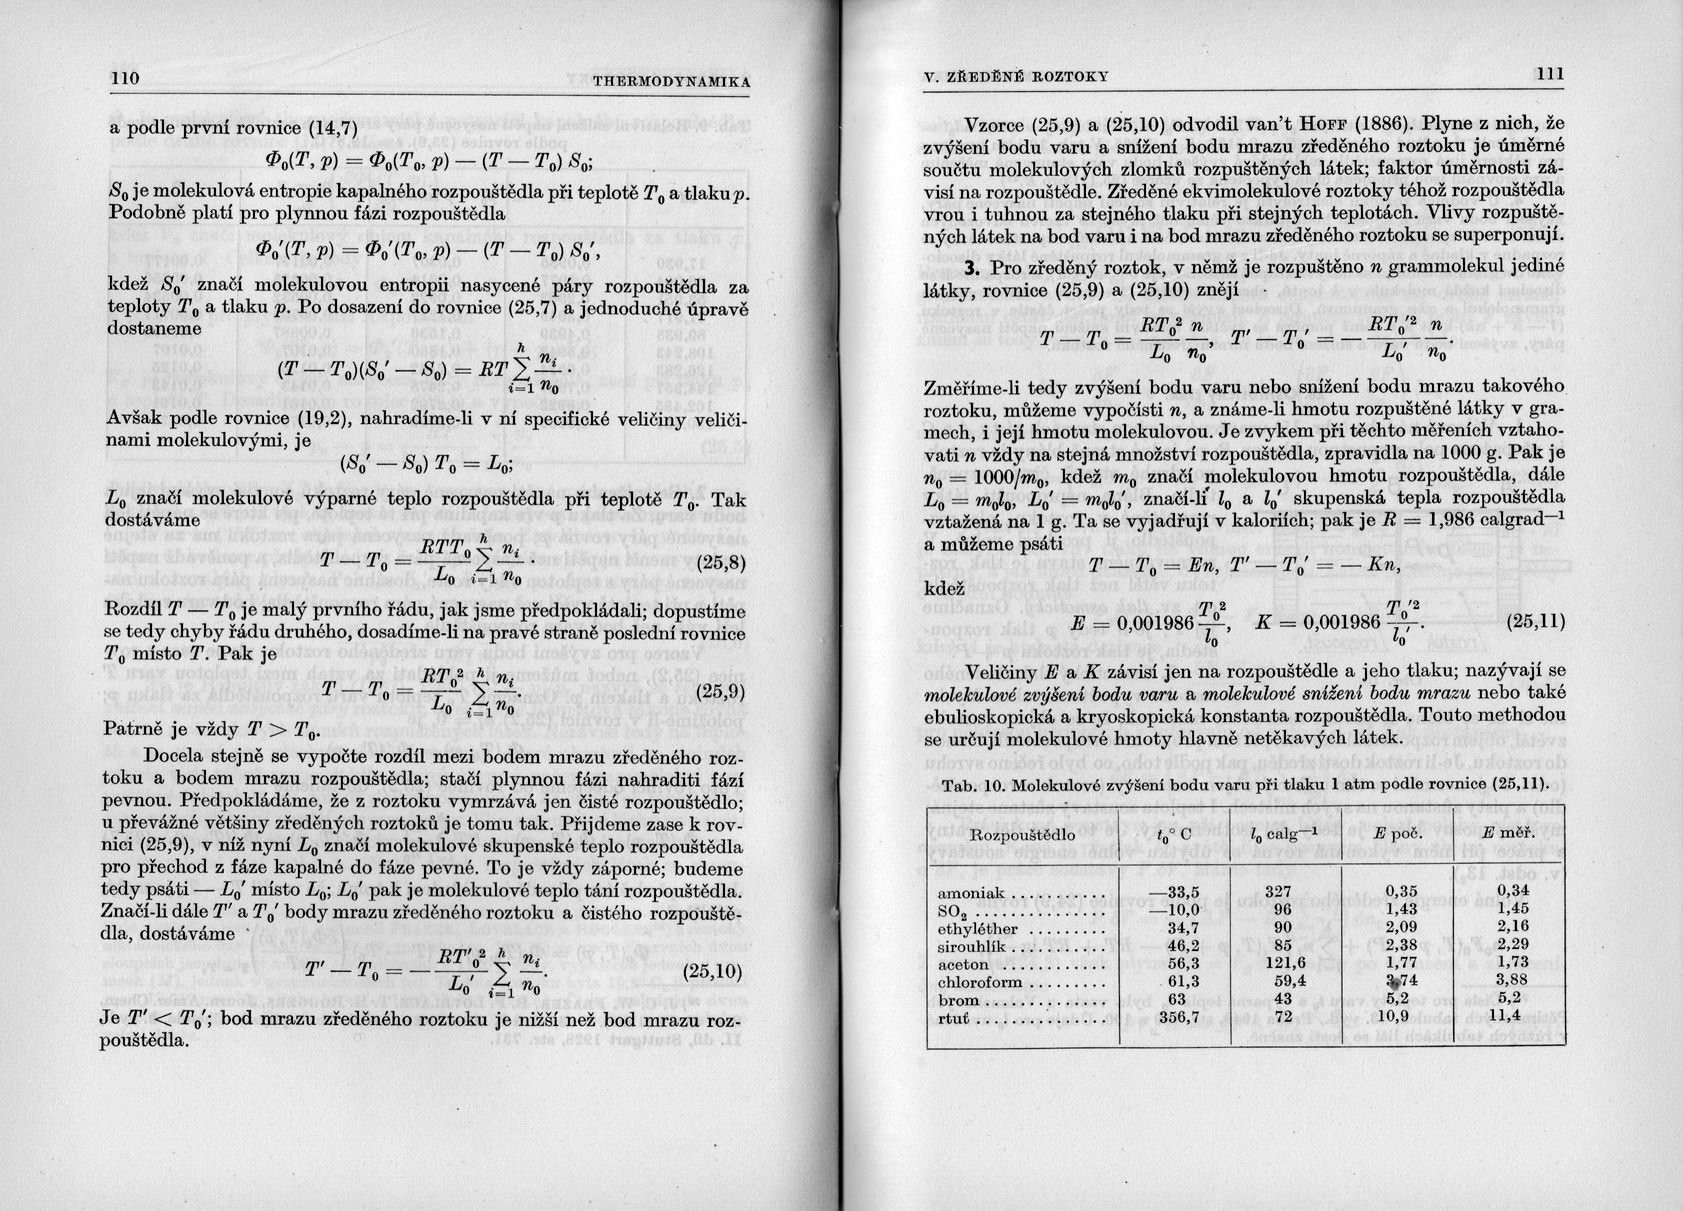 110 THERMODYNAMIKA
a podle první rovnice (14,7)
Φ₀(T, p) = Φ₀(T₀, p) — (T — T₀) S₀;
S₀ je molekulová entropie kapalného rozpouštědla při teplotě T₀ a tlaku p.
Podobně platí pro plynnou fázi rozpouštědla
Φ₀′(T, p) = Φ₀′(T₀, p) — (T — T₀) S₀′,
kdež S₀′ značí molekulovou entropii nasycené páry rozpouštědla za
teploty T₀ a tlaku p. Po dosazení do rovnice (25,7) a jednoduché úpravě
dostaneme
(T — T₀)(S₀′ — S₀) = RT ∑_{i=1}^{h} n_i/n₀ .
Avšak podle rovnice (19,2), nahradíme-li v ní specifické veličiny veliči-
nami molekulovými, je
(S₀′ — S₀) T₀ = L₀;
L₀ značí molekulové výparné teplo rozpouštědla při teplotě T₀. Tak
dostáváme
T — T₀ = RTT₀/L₀ ∑_{i=1}^{h} n_i/n₀ . (25,8)
Rozdíl T — T₀ je malý prvního řádu, jak jsme předpokládali; dopustíme
se tedy chyby řádu druhého, dosadíme-li na pravé straně poslední rovnice
T₀ místo T. Pak je
T — T₀ = RT₀²/L₀ ∑_{i=1}^{h} n_i/n₀. (25,9)
Patrně je vždy T > T₀.
Docela stejně se vypočte rozdíl mezi bodem mrazu zředěného roz-
toku a bodem mrazu rozpouštědla; stačí plynnou fázi nahraditi fází
pevnou. Předpokládáme, že z roztoku vymrzává jen čisté rozpouštědlo;
u převážné většiny zředěných roztoků je tomu tak. Přijdeme zase k rov-
nici (25,9), v níž nyní L₀ značí molekulové skupenské teplo rozpouštědla
pro přechod z fáze kapalné do fáze pevné. To je vždy záporné; budeme
tedy psáti — L₀′ místo L₀; L₀′ pak je molekulové teplo tání rozpouštědla.
Značí-li dále T′ a T₀′ body mrazu zředěného roztoku a čistého rozpouště-
dla, dostáváme
T′ — T₀ = — RT′₀²/L₀′ ∑_{i=1}^{h} n_i/n₀. (25,10)
Je T′ < T₀′; bod mrazu zředěného roztoku je nižší než bod mrazu roz-
pouštědla.
V. ZŘEDĚNÉ ROZTOKY 111
Vzorce (25,9) a (25,10) odvodil van’t HOFF (1886). Plyne z nich, že
zvýšení bodu varu a snížení bodu mrazu zředěného roztoku je úměrné
součtu molekulových zlomků rozpuštěných látek; faktor úměrnosti zá-
visí na rozpouštědle. Zředěné ekvimolekulové roztoky téhož rozpouštědla
vrou i tuhnou za stejného tlaku při stejných teplotách. Vlivy rozpuště-
ných látek na bod varu i na bod mrazu zředěného roztoku se superponují.
3. Pro zředěný roztok, v němž je rozpuštěno n grammolekul jediné
látky, rovnice (25,9) a (25,10) znějí
T — T₀ = RT₀²/L₀ n/n₀, T′ — T₀′ = — RT₀′²/L₀′ n/n₀.
Změříme-li tedy zvýšení bodu varu nebo snížení bodu mrazu takového
roztoku, můžeme vypočísti n, a známe-li hmotu rozpuštěné látky v gra-
mech, i její hmotu molekulovou. Je zvykem při těchto měřeních vztaho-
vati n vždy na stejná množství rozpouštědla, zpravidla na 1000 g. Pak je
n₀ = 1000/m₀, kdež m₀ značí molekulovou hmotu rozpouštědla, dále
L₀ = m₀l₀, L₀′ = m₀l₀′, značí-li l₀ a l₀′ skupenská tepla rozpouštědla
vztažená na 1 g. Ta se vyjadřují v kaloriích; pak je R = 1,986 calgrad⁻¹
a můžeme psáti
T — T₀ = En, T′ — T₀′ = — Kn,
kdež
E = 0,001986 T₀²/l₀, K = 0,001986 T₀′²/l₀′. (25,11)
Veličiny E a K závisí jen na rozpouštědle a jeho tlaku; nazývají se
molekulové zvýšení bodu varu a molekulové snížení bodu mrazu nebo také
ebulioskopická a kryoskopická konstanta rozpouštědla. Touto methodou
se určují molekulové hmoty hlavně netěkavých látek.
Tab. 10. Molekulové zvýšení bodu varu při tlaku 1 atm podle rovnice (25,11).
Rozpouštědlo t₀° C l₀ calg⁻¹ E poč. E měř.
amoniak . . . . . . . . . . . —33,5 327 0,35 0,34
SO₂ . . . . . . . . . . . . . . . —10,0 96 1,43 1,45
ethyléther . . . . . . . . . 34,7 90 2,09 2,16
sirouhlík . . . . . . . . . . . 46,2 85 2,38 2,29
aceton . . . . . . . . . . . . 56,3 121,6 1,77 1,73
chloroform . . . . . . . . . 61,3 59,4 3,74 3,88
brom . . . . . . . . . . . . . . 63 43 5,2 5,2
rtuť . . . . . . . . . . . . . . . 356,7 72 10,9 11,4